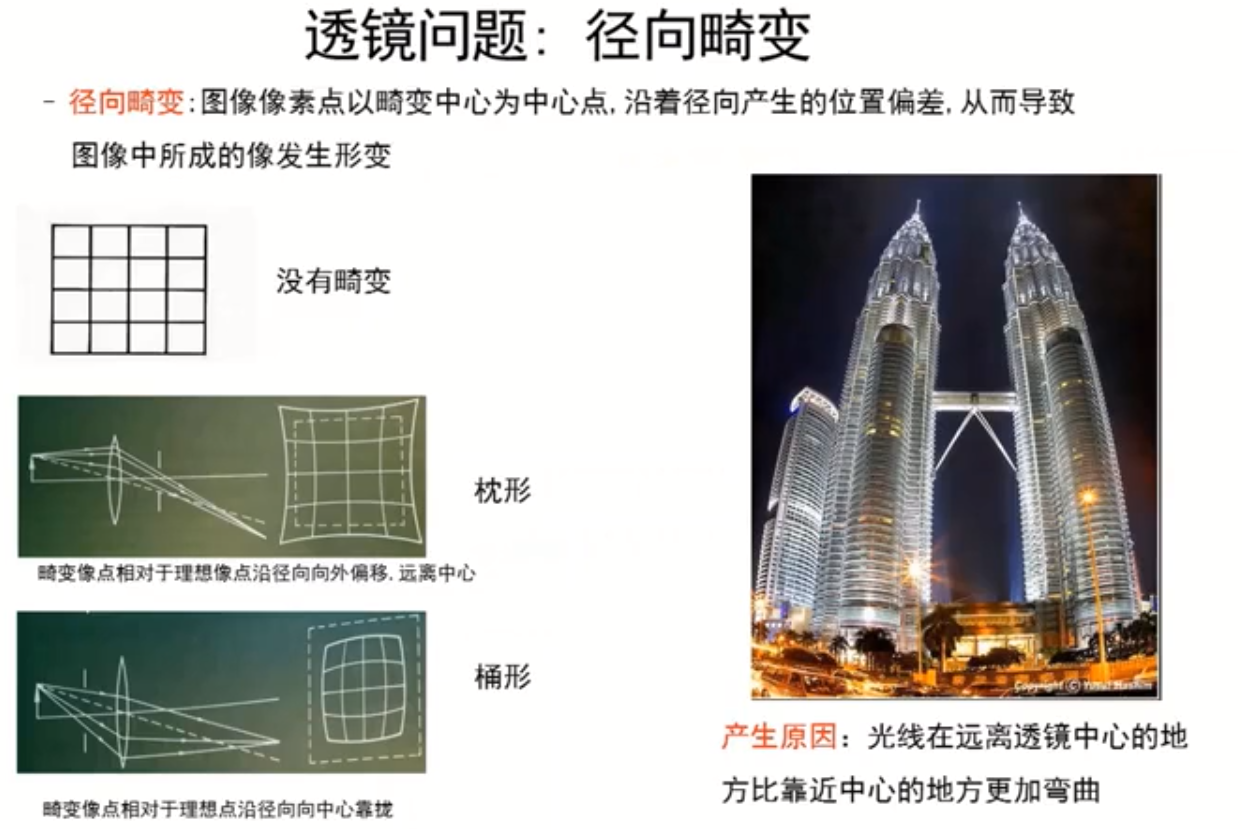 透镜问题：径向畸变
- 径向畸变:图像像素点以畸变中心为中心点,沿着径向产生的位置偏差,从而导致
图像中所成的像发生形变
没有畸变
枕形
畸变像点相对于理想像点沿径向向外偏移,远离中心
桶形
畸变像点相对于理想点沿径向向中心靠拢
Copyright (C) Yusuf Hashim
产生原因：光线在远离透镜中心的地
方比靠近中心的地方更加弯曲